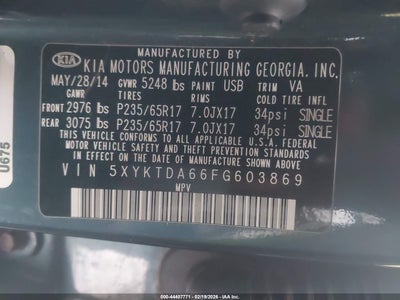 MANUFACTURED BY
KIA KIA MOTORS MANUFACTURING GEORGIA, INC.
MAY/28/14 GVWR 5248 lbs PAINT USB TRIM VA
GAWR TIRES RIMS COLD TIRE INFL
FRONT 2976 lbs P235/65R17 7.0JX17 34psi SINGLE
REAR 3075 lbs P235/65R17 7.0JX17 34psi SINGLE
THIS VEHICLE CONFORMS TO ALL APPLICABLE U.S.A. FEDERAL
MOTOR VEHICLE SAFETY AND THEFT PREVENTION STANDARDS
IN EFFECT ON THE DATE OF MANUFACTURE SHOWN ABOVE.
VIN 5XYKTDA66FG603869
MPV
U675
000-44407771 - 02/19/2026 - IAA, Inc.